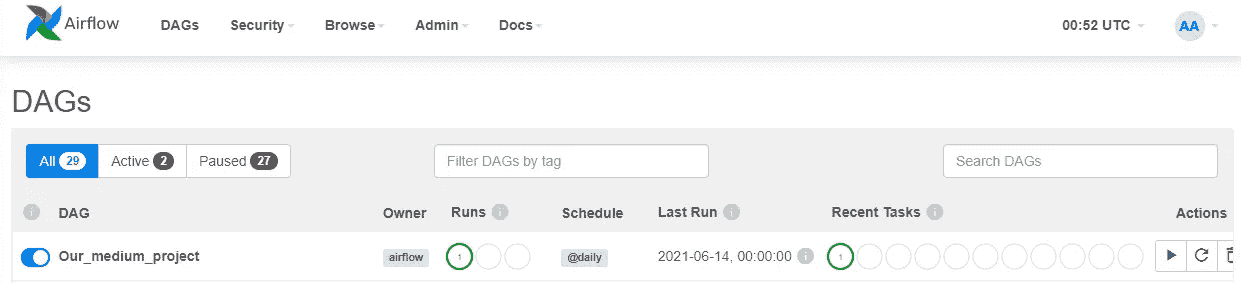 Airflow DAGs Security Browse Admin Docs 00:52 UTC AA
DAGs
All 29 Active 2 Paused 27 Filter DAGs by tag Search DAGs
i DAG Owner Runs i Schedule Last Run i Recent Tasks i Actions
Our_medium_project airflow 1 @daily 2021-06-14, 00:00:00 i 1